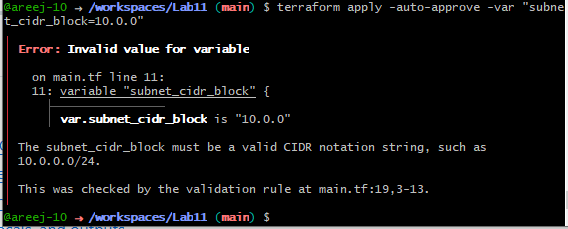 @areej-10 → /workspaces/Lab11 (main) $ terraform apply -auto-approve -var "subne
t_cidr_block=10.0.0"
Error: Invalid value for variable
on main.tf line 11:
11: variable "subnet_cidr_block" {
var.subnet_cidr_block is "10.0.0"
The subnet_cidr_block must be a valid CIDR notation string, such as
10.0.0.0/24.
This was checked by the validation rule at main.tf:19,3-13.
@areej-10 → /workspaces/Lab11 (main) $